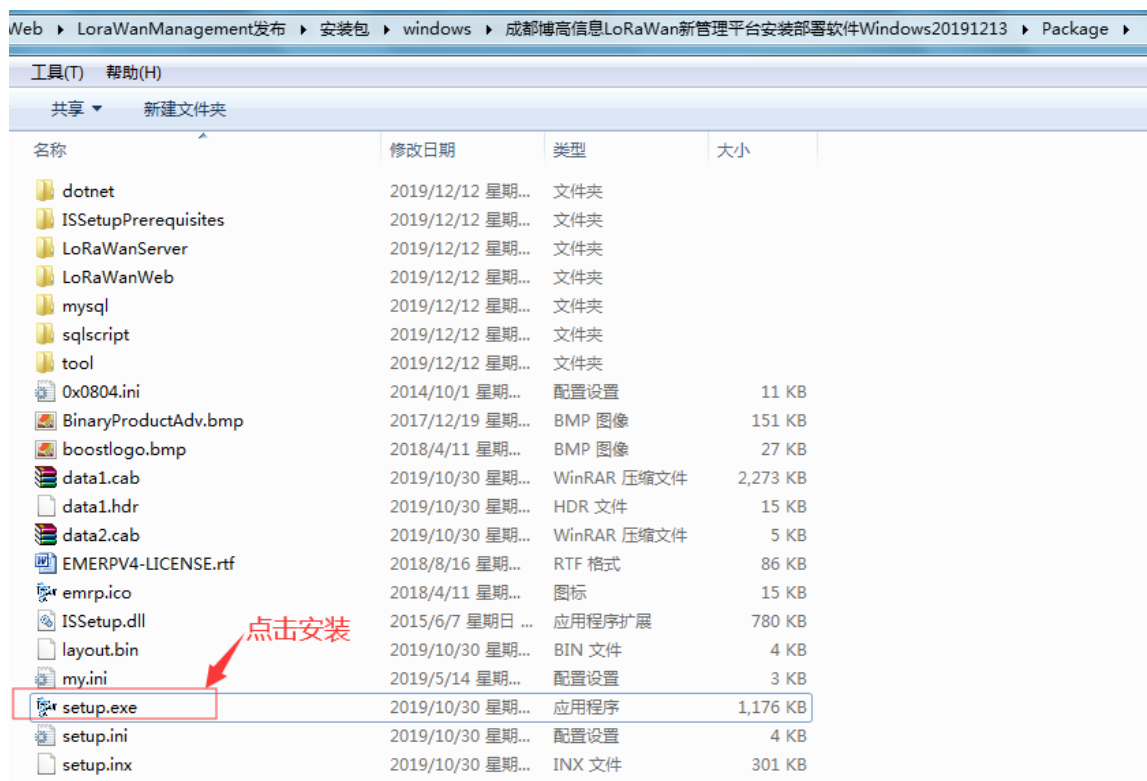 Web ▸ LoraWanManagement发布 ▸ 安装包 ▸ windows ▸ 成都博高信息LoRaWan新管理平台安装部署软件Windows20191213 ▸ Package ▸
工具(T) 帮助(H)
共享 新建文件夹
名称 修改日期 类型 大小
dotnet 2019/12/12 星期... 文件夹
ISSetupPrerequisites 2019/12/12 星期... 文件夹
LoRaWanServer 2019/12/12 星期... 文件夹
LoRaWanWeb 2019/12/12 星期... 文件夹
mysql 2019/12/12 星期... 文件夹
sqlscript 2019/12/12 星期... 文件夹
tool 2019/12/12 星期... 文件夹
0x0804.ini 2014/10/1 星期... 配置设置 11 KB
BinaryProductAdv.bmp 2017/12/19 星期... BMP 图像 151 KB
boostlogo.bmp 2018/4/11 星期... BMP 图像 27 KB
data1.cab 2019/10/30 星期... WinRAR 压缩文件 2,273 KB
data1.hdr 2019/10/30 星期... HDR 文件 15 KB
data2.cab 2019/10/30 星期... WinRAR 压缩文件 5 KB
EMERPV4-LICENSE.rtf 2018/8/16 星期... RTF 格式 86 KB
emrp.ico 2018/4/11 星期... 图标 15 KB
ISSetup.dll 2015/6/7 星期日 ... 应用程序扩展 780 KB
点击安装
layout.bin 2019/10/30 星期... BIN 文件 4 KB
my.ini 2019/5/14 星期... 配置设置 3 KB
setup.exe 2019/10/30 星期... 应用程序 1,176 KB
setup.ini 2019/10/30 星期... 配置设置 4 KB
setup.inx 2019/10/30 星期... INX 文件 301 KB